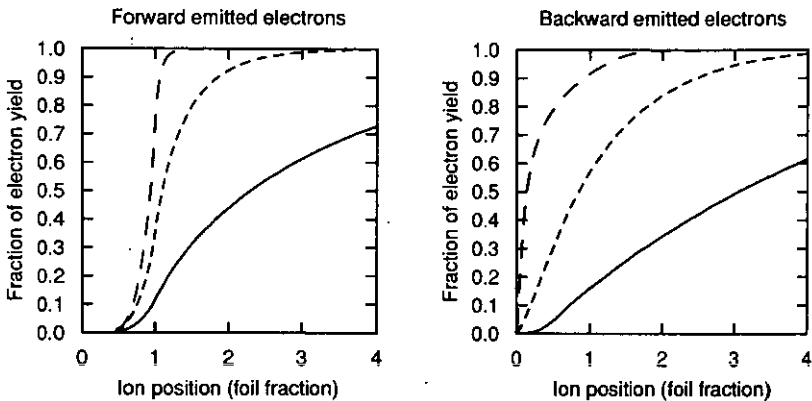 Forward emitted electrons
Fraction of electron yield
1.0
0.9
0.8
0.7
0.6
0.5
0.4
0.3
0.2
0.1
0.0
0 1 2 3 4
Ion position (foil fraction)
Backward emitted electrons
Fraction of electron yield
1.0
0.9
0.8
0.7
0.6
0.5
0.4
0.3
0.2
0.1
0.0
0 1 2 3 4
Ion position (foil fraction)